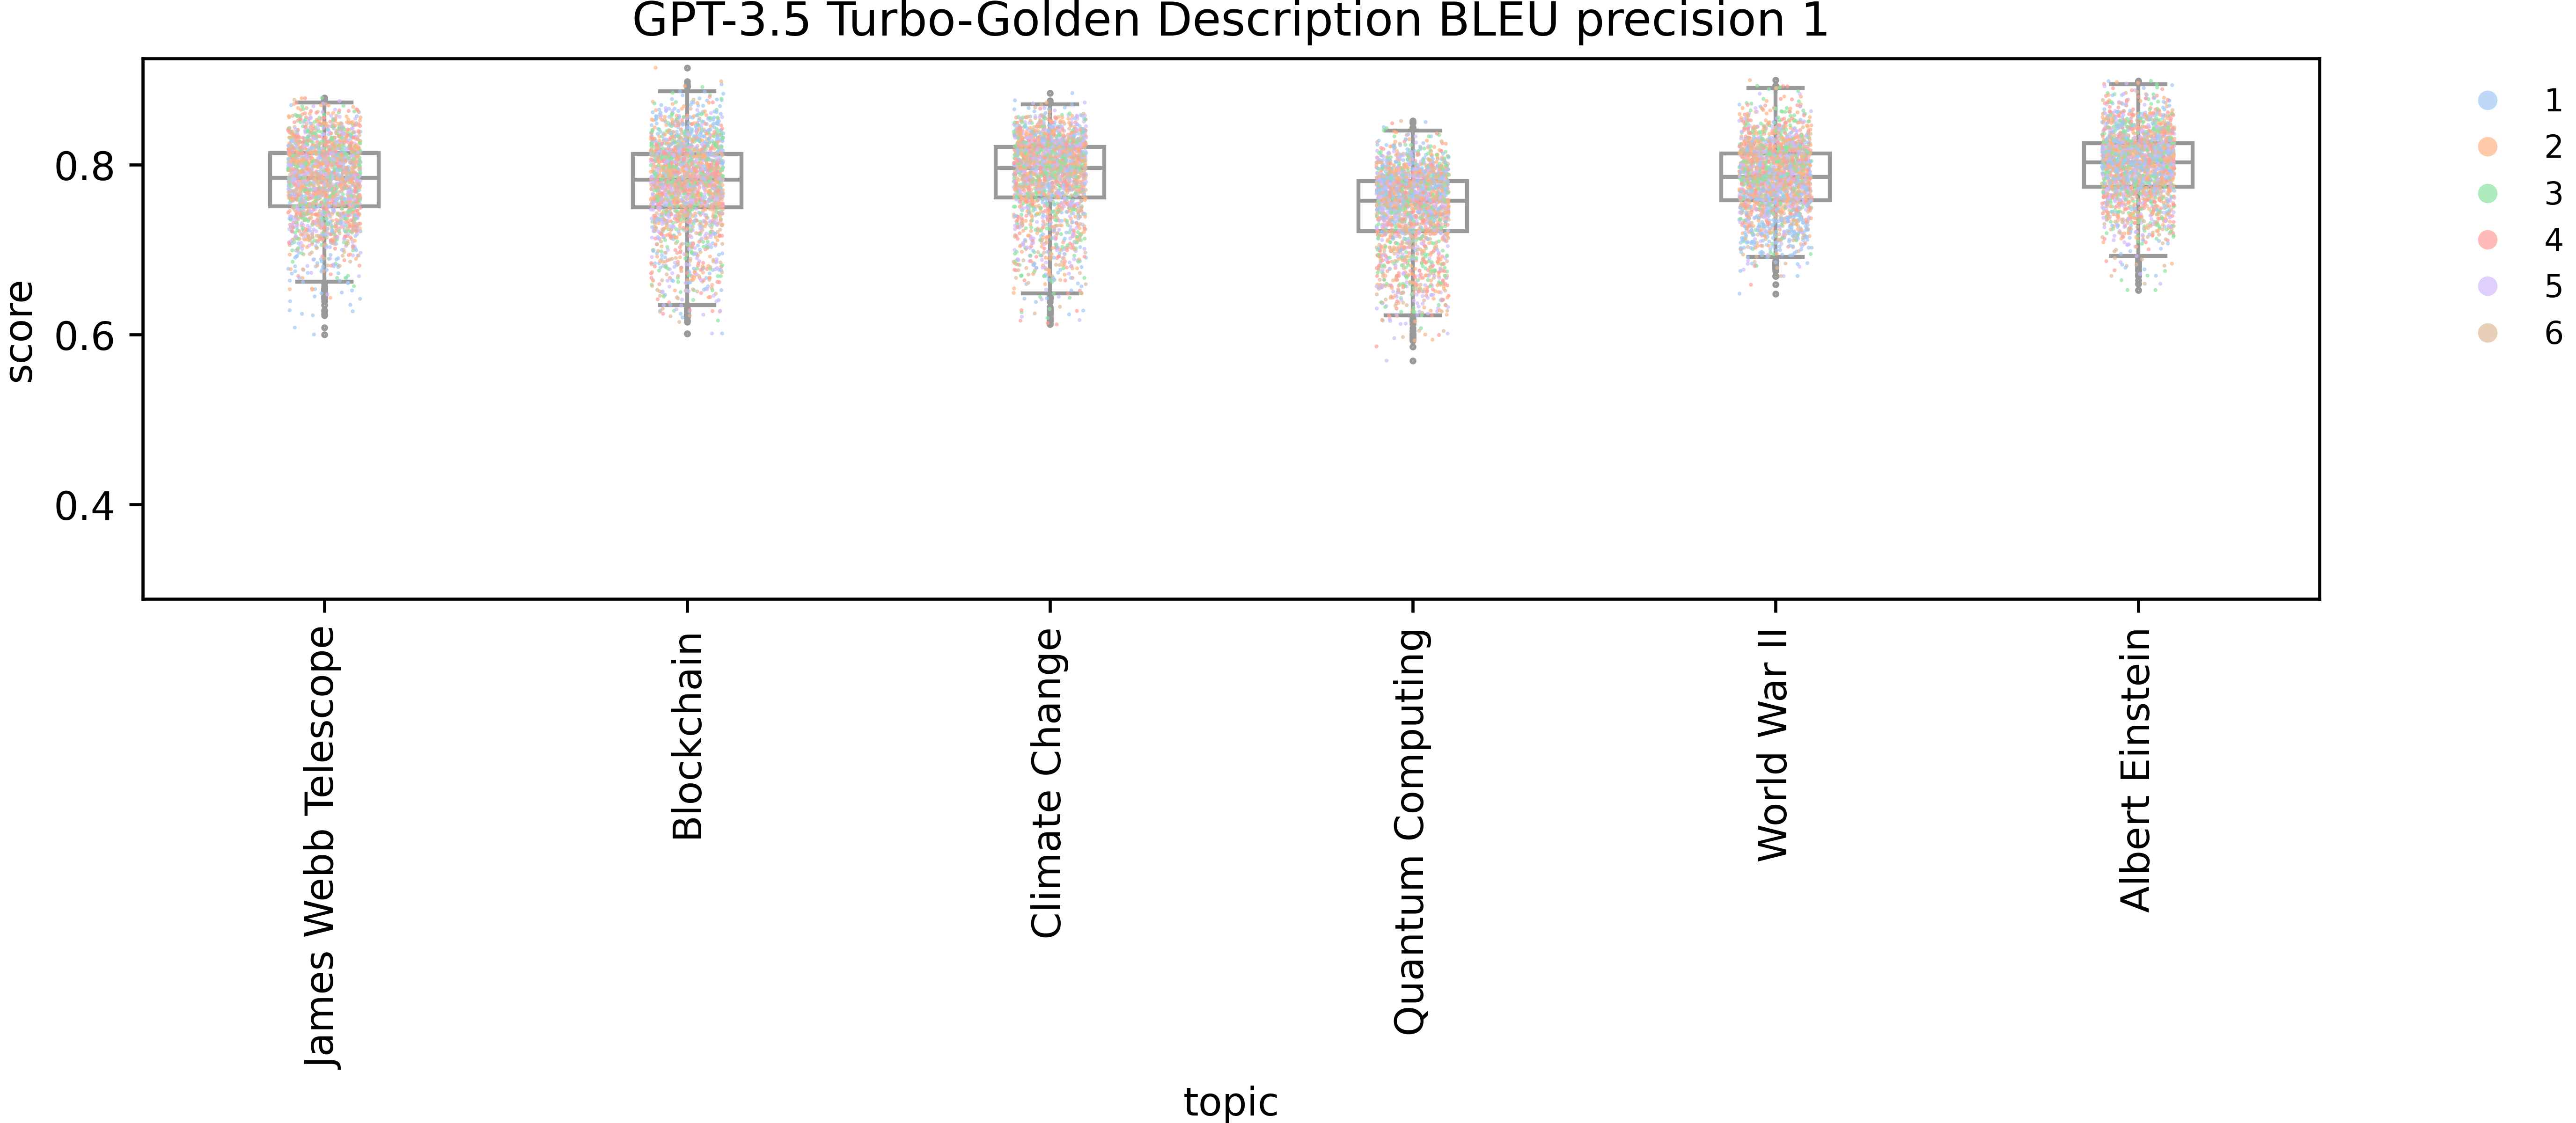 GPT-3.5 Turbo-Golden Description BLEU precision 1
score
0.8
0.6
0.4
James Webb Telescope
Blockchain
Climate Change
Quantum Computing
World War II
Albert Einstein
topic
1
2
3
4
5
6